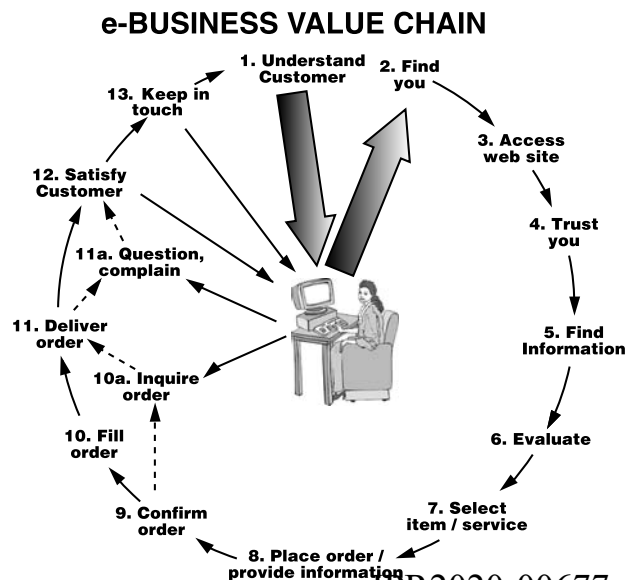 e-BUSINESS VALUE CHAIN
1. Understand
Customer
2. Find
you
3. Access
web site
4. Trust
you
5. Find
Information
6. Evaluate
7. Select
item / service
8. Place order /
provide information
9. Confirm
order
10. Fill
order
10a. Inquire
order
11. Deliver
order
11a. Question,
complain
12. Satisfy
Customer
13. Keep in
touch